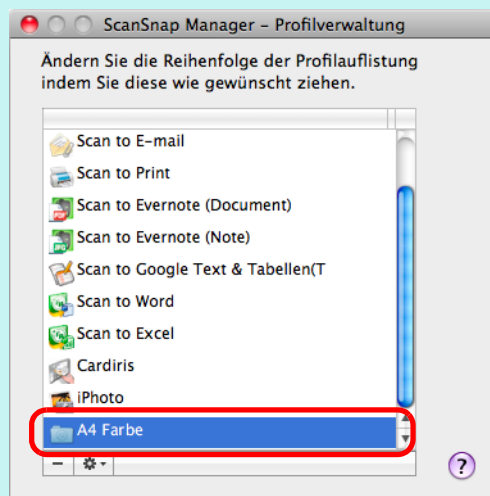 ScanSnap Manager – Profilverwaltung
Ändern Sie die Reihenfolge der Profilauflistung
indem Sie diese wie gewünscht ziehen.
Scan to E-mail
Scan to Print
Scan to Evernote (Document)
Scan to Evernote (Note)
Scan to Google Text & Tabellen(T
Scan to Word
Scan to Excel
Cardiris
iPhoto
A4 Farbe
?